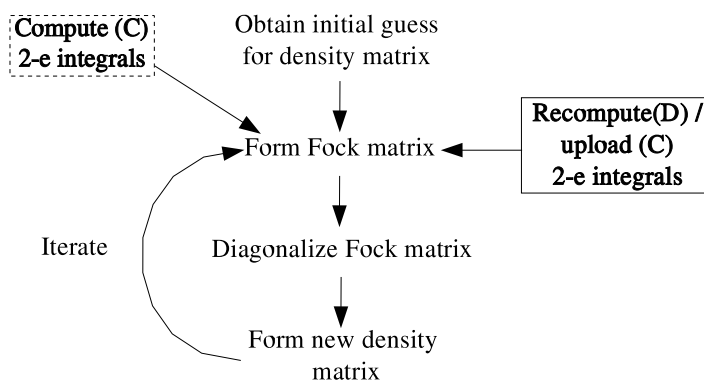 Compute (C)
2-e integrals
Obtain initial guess
for density matrix
Form Fock matrix
Recompute(D) /
upload (C)
2-e integrals
Iterate
Diagonalize Fock matrix
Form new density
matrix